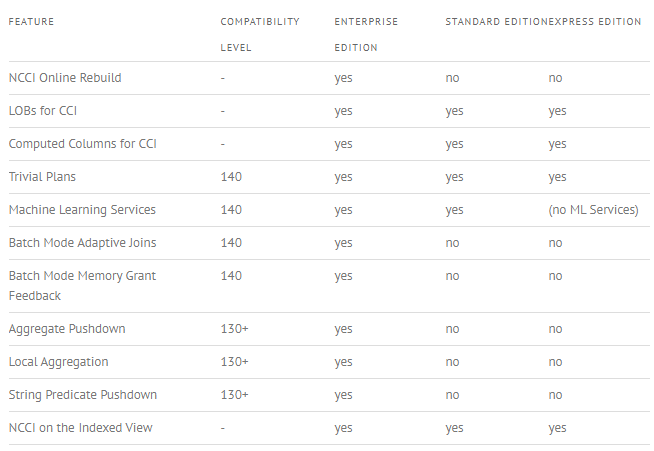 FEATURE COMPATIBILITY LEVEL ENTERPRISE EDITION STANDARD EDITION EXPRESS EDITION
NCCI Online Rebuild - yes no no
LOBs for CCI - yes yes yes
Computed Columns for CCI - yes yes yes
Trivial Plans 140 yes yes yes
Machine Learning Services 140 yes yes (no ML Services)
Batch Mode Adaptive Joins 140 yes no no
Batch Mode Memory Grant Feedback 140 yes no no
Aggregate Pushdown 130+ yes no no
Local Aggregation 130+ yes no no
String Predicate Pushdown 130+ yes no no
NCCI on the Indexed View - yes yes yes